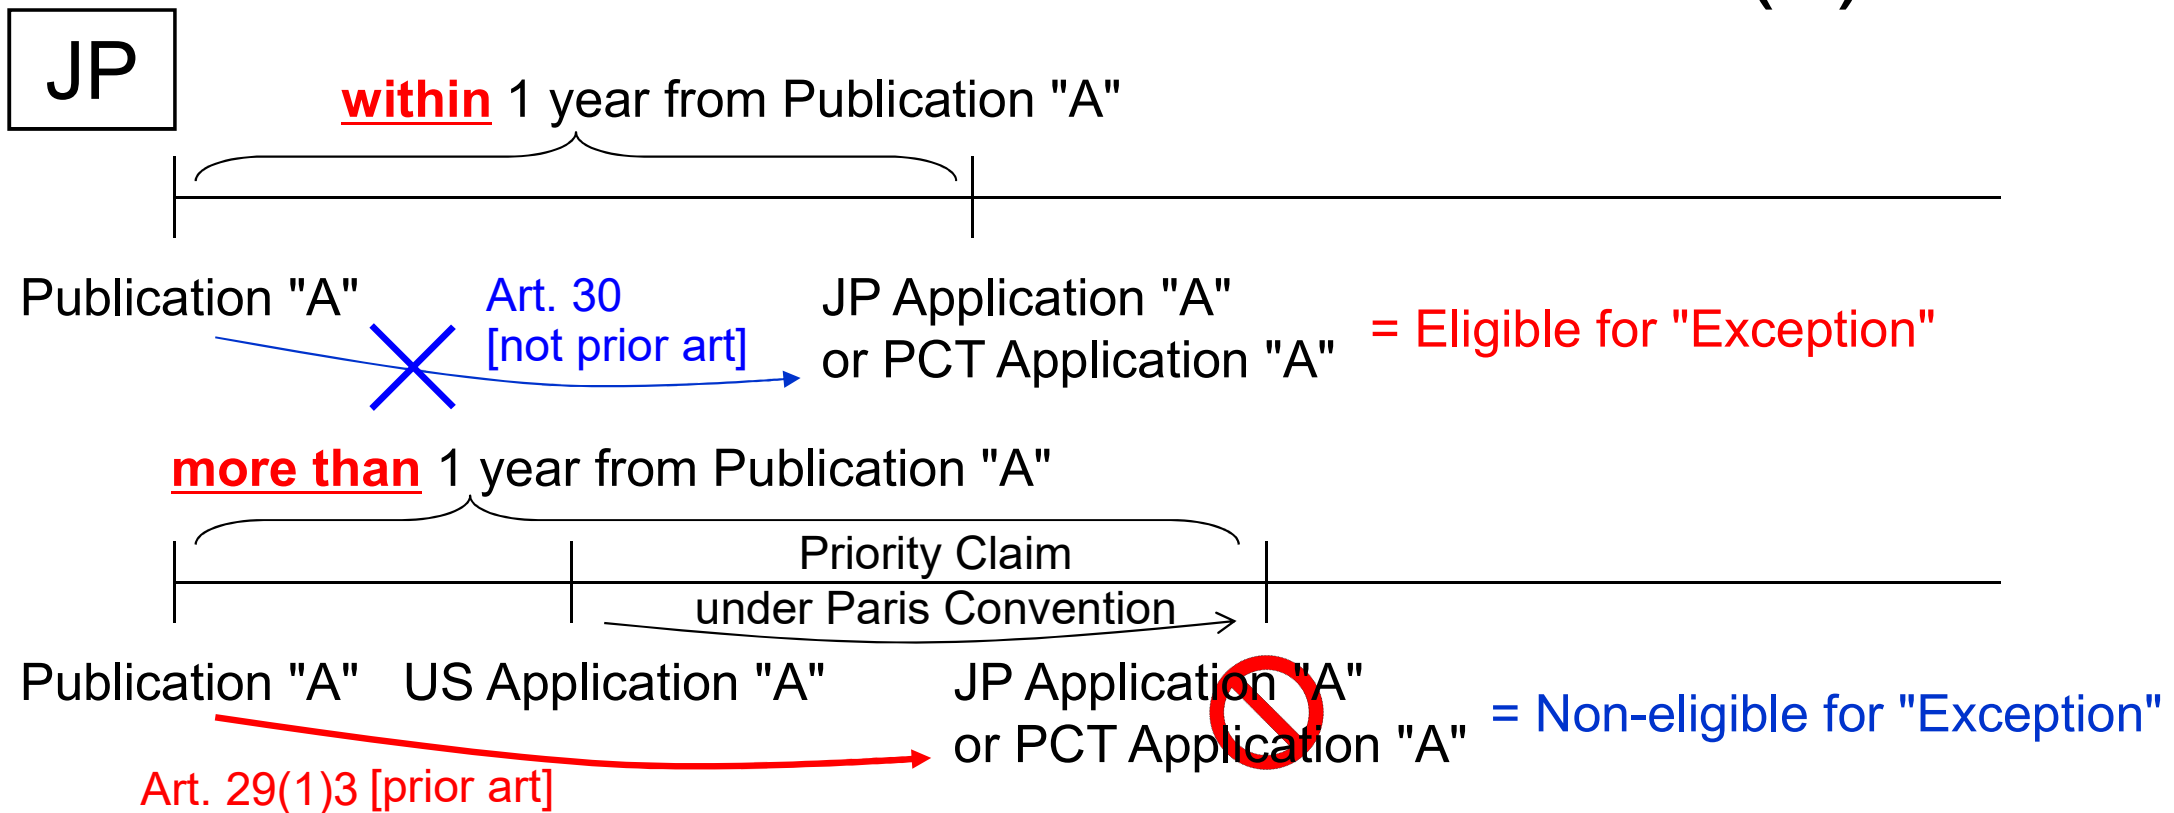 JP
within 1 year from Publication "A"
Publication "A"
Art. 30
[not prior art]
JP Application "A"
or PCT Application "A"
= Eligible for "Exception"
more than 1 year from Publication "A"
Priority Claim
under Paris Convention
Publication "A"
US Application "A"
JP Application "A"
or PCT Application "A"
= Non-eligible for "Exception"
Art. 29(1)3 [prior art]